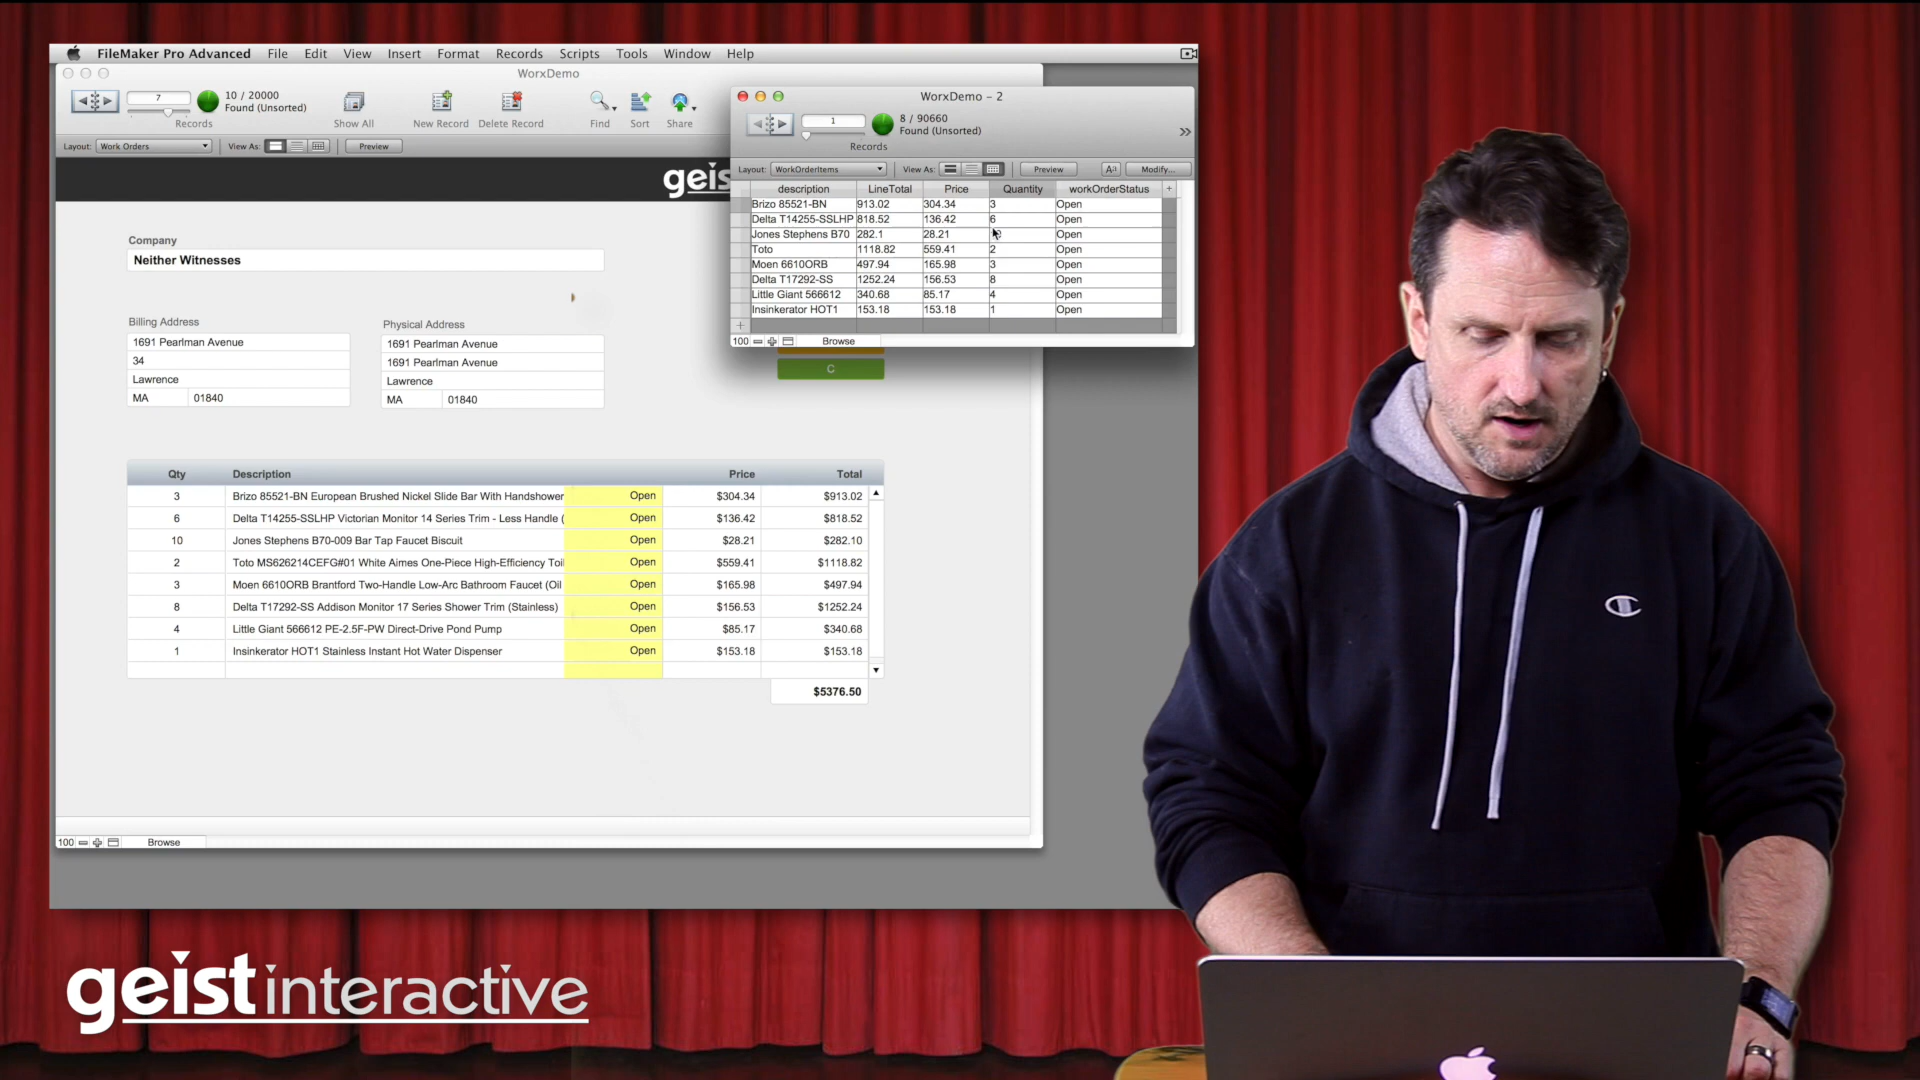 FileMaker Pro Advanced File Edit View Insert Format Records Scripts Tools Window Help
WorxDemo
7
10 / 20000
Found (Unsorted)
Records
Show All
New Record
Delete Record
Find
Sort
Share
Layout: Work Orders
View As:
Preview
geis
Company
Neither Witnesses
Billing Address
1691 Pearlman Avenue
34
Lawrence
MA 01840
Physical Address
1691 Pearlman Avenue
1691 Pearlman Avenue
Lawrence
MA 01840
C
Qty Description Price Total
3 Brizo 85521-BN European Brushed Nickel Slide Bar With Handshower Open $304.34 $913.02
6 Delta T14255-SSLHP Victorian Monitor 14 Series Trim - Less Handle ( Open $136.42 $818.52
10 Jones Stephens B70-009 Bar Tap Faucet Biscuit Open $28.21 $282.10
2 Toto MS626214CEFG#01 White Aimes One-Piece High-Efficiency Toi Open $559.41 $1118.82
3 Moen 6610ORB Brantford Two-Handle Low-Arc Bathroom Faucet (Oil Open $165.98 $497.94
8 Delta T17292-SS Addison Monitor 17 Series Shower Trim (Stainless) Open $156.53 $1252.24
4 Little Giant 566612 PE-2.5F-PW Direct-Drive Pond Pump Open $85.17 $340.68
1 Insinkerator HOT1 Stainless Instant Hot Water Dispenser Open $153.18 $153.18
$5376.50
100 Browse
WorxDemo – 2
1
8 / 90660
Found (Unsorted)
Records
Layout: WorkOrderItems
View As:
Preview
Aa
Modify...
description LineTotal Price Quantity workOrderStatus
Brizo 85521-BN 913.02 304.34 3 Open
Delta T14255-SSLHP 818.52 136.42 6 Open
Jones Stephens B70 282.1 28.21 Open
Toto 1118.82 559.41 2 Open
Moen 6610ORB 497.94 165.98 3 Open
Delta T17292-SS 1252.24 156.53 8 Open
Little Giant 566612 340.68 85.17 4 Open
Insinkerator HOT1 153.18 153.18 1 Open
100 Browse
geistinteractive